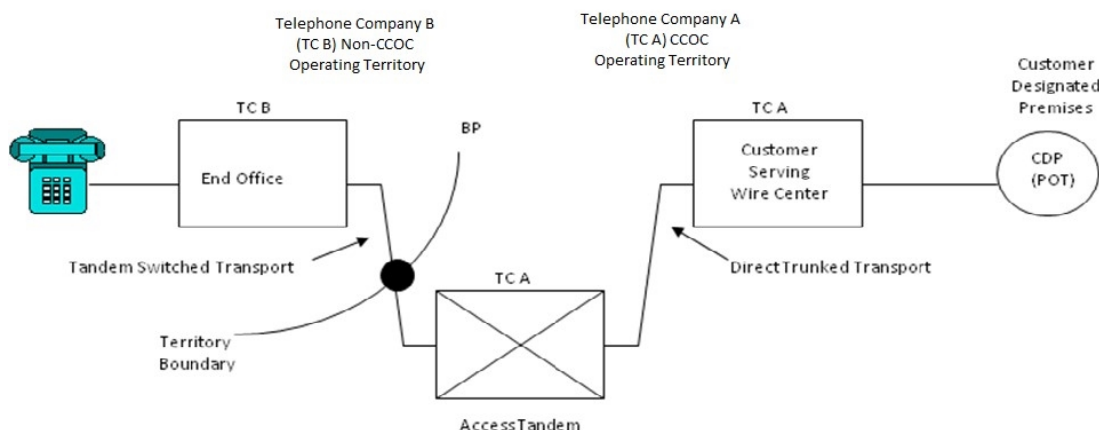 Telephone Company B
(TC B) Non-CCOC
Operating Territory
Telephone Company A
(TC A) CCOC
Operating Territory
Customer
Designated
Premises
TC B
End Office
BP
TC A
Customer
Serving
Wire Center
CDP
(POT)
Tandem Switched Transport
TC A
Direct Trunked Transport
Territory
Boundary
Access Tandem